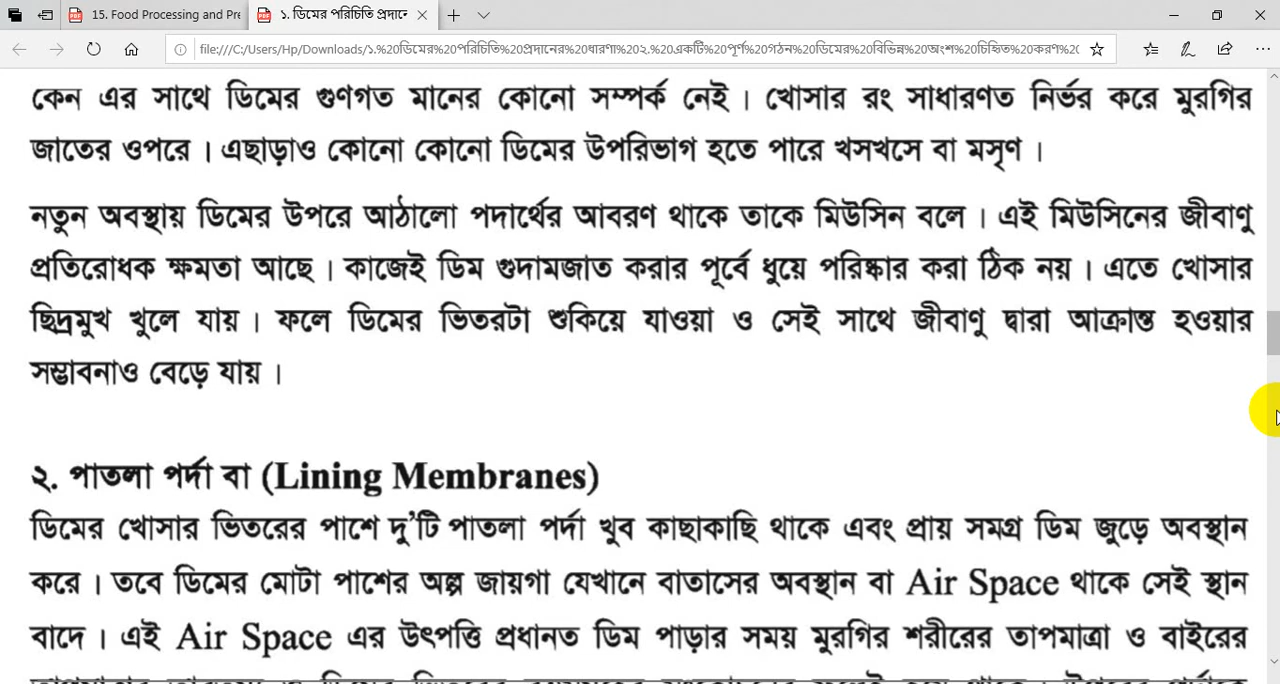 15. Food Processing and Pre
১. ডিমের পরিচিতি প্রদানে
file:///C:/Users/Hp/Downloads/১.%20ডিমের%20পরিচিতি%20প্রদানের%20ধারণা%20২.%20একটি%20পূর্ণ%20গঠন%20ডিমের%20বিভিন্ন%20অংশ%20চিহ্নিত%20করণ%20
কেন এর সাথে ডিমের গুণগত মানের কোনো সম্পর্ক নেই। খোসার রং সাধারণত নির্ভর করে মুরগির
জাতের ওপরে। এছাড়াও কোনো কোনো ডিমের উপরিভাগ হতে পারে খসখসে বা মসৃণ।
নতুন অবস্থায় ডিমের উপরে আঠালো পদার্থের আবরণ থাকে তাকে মিউসিন বলে। এই মিউসিনের জীবাণু
প্রতিরোধক ক্ষমতা আছে। কাজেই ডিম গুদামজাত করার পূর্বে ধুয়ে পরিষ্কার করা ঠিক নয়। এতে খোসার
ছিদ্রমুখ খুলে যায়। ফলে ডিমের ভিতরটা শুকিয়ে যাওয়া ও সেই সাথে জীবাণু দ্বারা আক্রান্ত হওয়ার
সম্ভাবনাও বেড়ে যায়।
২. পাতলা পর্দা বা (Lining Membranes)
ডিমের খোসার ভিতরের পাশে দু'টি পাতলা পর্দা খুব কাছাকাছি থাকে এবং প্রায় সমগ্র ডিম জুড়ে অবস্থান
করে। তবে ডিমের মোটা পাশের অল্প জায়গা যেখানে বাতাসের অবস্থান বা Air Space থাকে সেই স্থান
বাদে। এই Air Space এর উৎপত্তি প্রধানত ডিম পাড়ার সময় মুরগির শরীরের তাপমাত্রা ও বাইরের